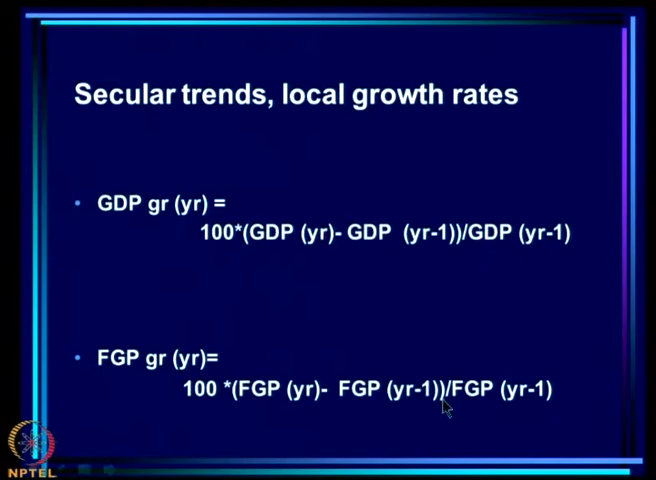 Secular trends, local growth rates
• GDP gr (yr) =
100*(GDP (yr)- GDP (yr-1))/GDP (yr-1)
• FGP gr (yr)=
100 *(FGP (yr)- FGP (yr-1))/FGP (yr-1)
NPTEL